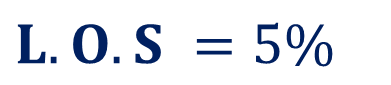 L. O. S = 5%